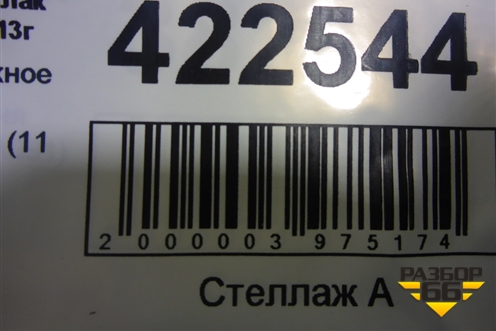 лак
13г
422544
жное
(11
2 000003 975174
Стеллаж А
РАЗБОР
66